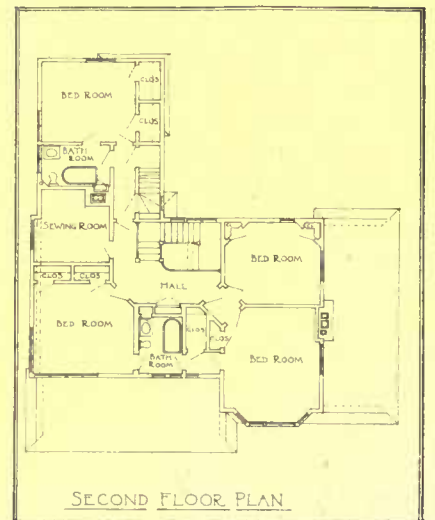 CLOS
BED ROOM
CLOS
BATH
ROOM
SEWING ROOM
BED ROOM
CLOS CLOS
HALL
BED ROOM
CLOS
CLOS
BATH
ROOM
BED ROOM
SECOND FLOOR PLAN